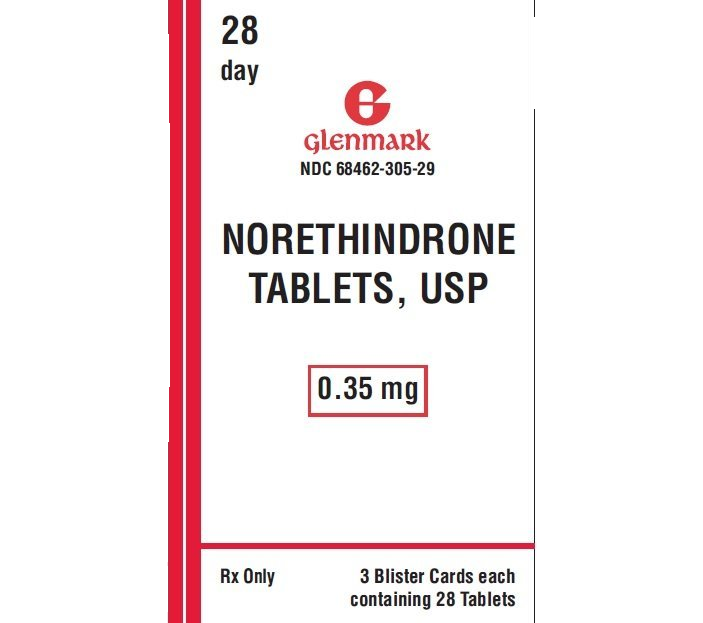 28
day
Glenmark
NDC 68462-305-29
NORETHINDRONE
TABLETS, USP
0.35 mg
Rx Only
3 Blister Cards each
containing 28 Tablets